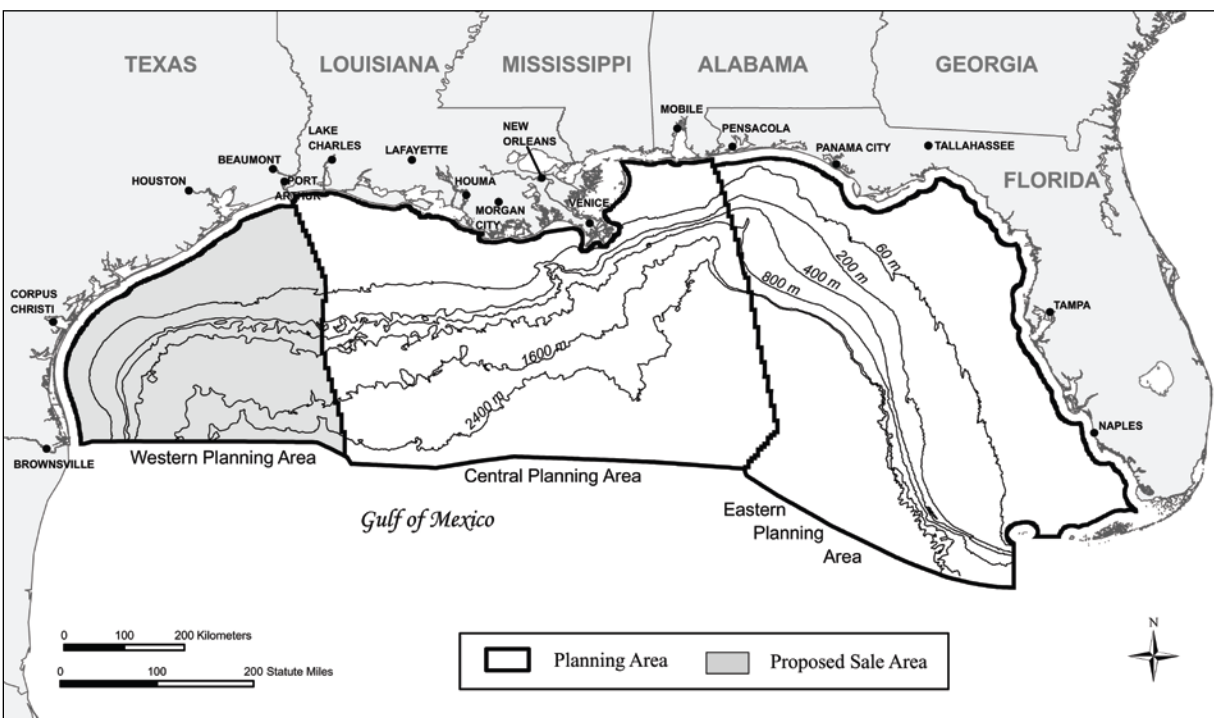 TEXAS
LOUISIANA
MISSISSIPPI
ALABAMA
GEORGIA
MOBILE
PENSACOLA
NEW
ORLEANS
LAKE
CHARLES
LAFAYETTE
PANAMA CITY
TALLAHASSEE
BEAUMONT
HOUSTON
PORT
ARTHUR
HOUMA
MORGAN
CITY
VENICE
FLORIDA
60 m
200 m
400 m
800 m
CORPUS
CHRISTI
TAMPA
1600 m
2400 m
NAPLES
BROWNSVILLE
Western Planning Area
Central Planning Area
Eastern
Planning
Area
Gulf of Mexico
0 100 200 Kilometers
0 100 200 Statute Miles
Planning Area
Proposed Sale Area
N